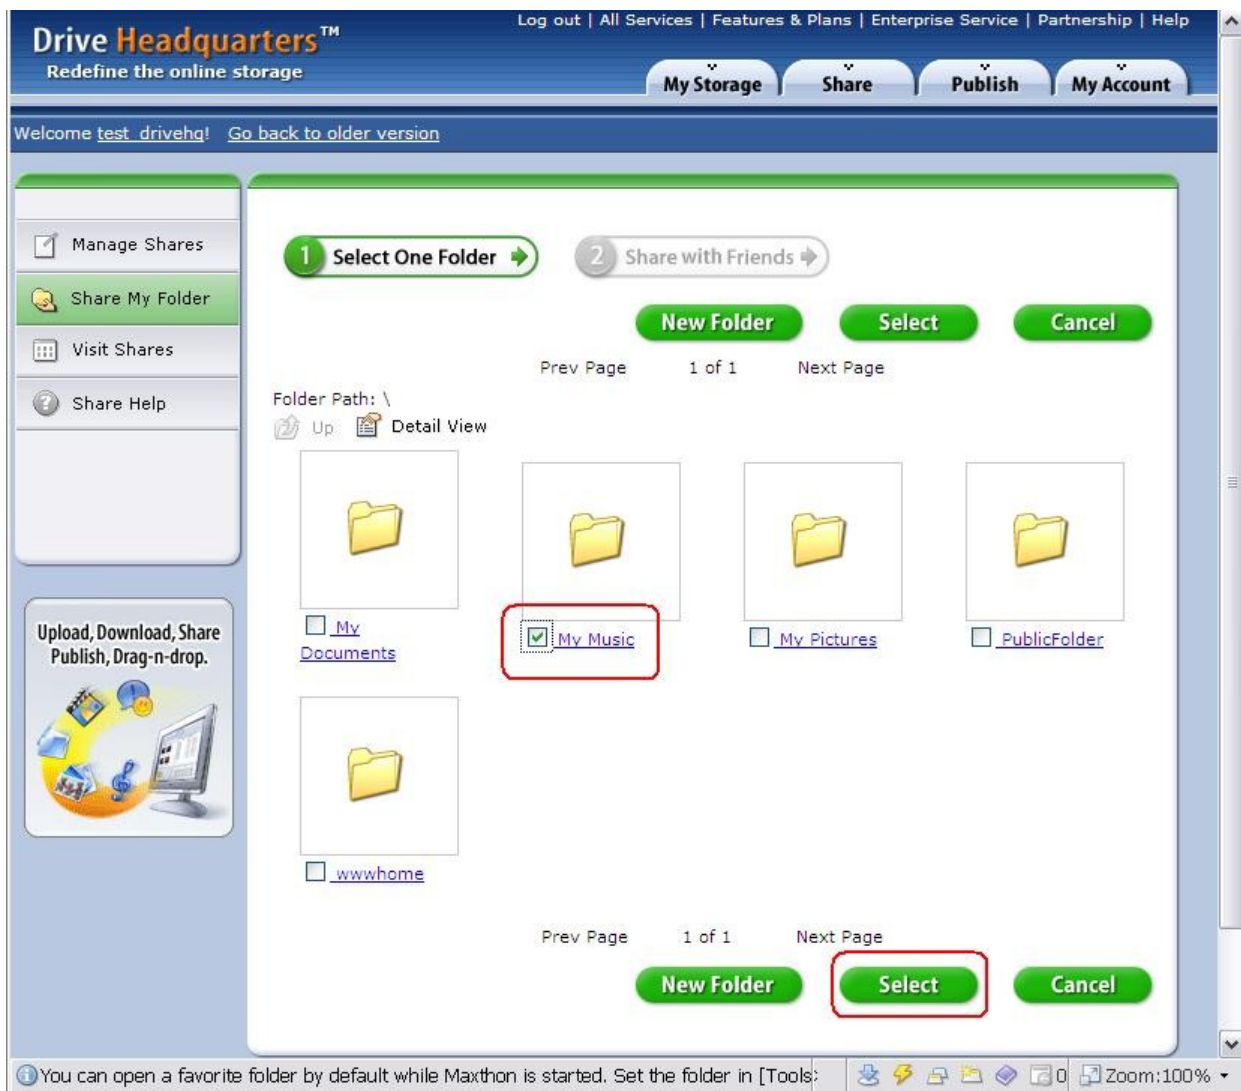 Log out | All Services | Features & Plans | Enterprise Service | Partnership | Help
Drive Headquarters™
Redefine the online storage
My Storage Share Publish My Account
Welcome test_drivehq! Go back to older version
Manage Shares
Share My Folder
Visit Shares
Share Help
Upload, Download, Share
Publish, Drag-n-drop.
1 Select One Folder 2 Share with Friends
New Folder Select Cancel
Prev Page 1 of 1 Next Page
Folder Path: \
Up Detail View
My
Documents
My Music
My Pictures
PublicFolder
wwwhome
Prev Page 1 of 1 Next Page
New Folder Select Cancel
You can open a favorite folder by default while Maxthon is started. Set the folder in [Tools: 0 Zoom:100%